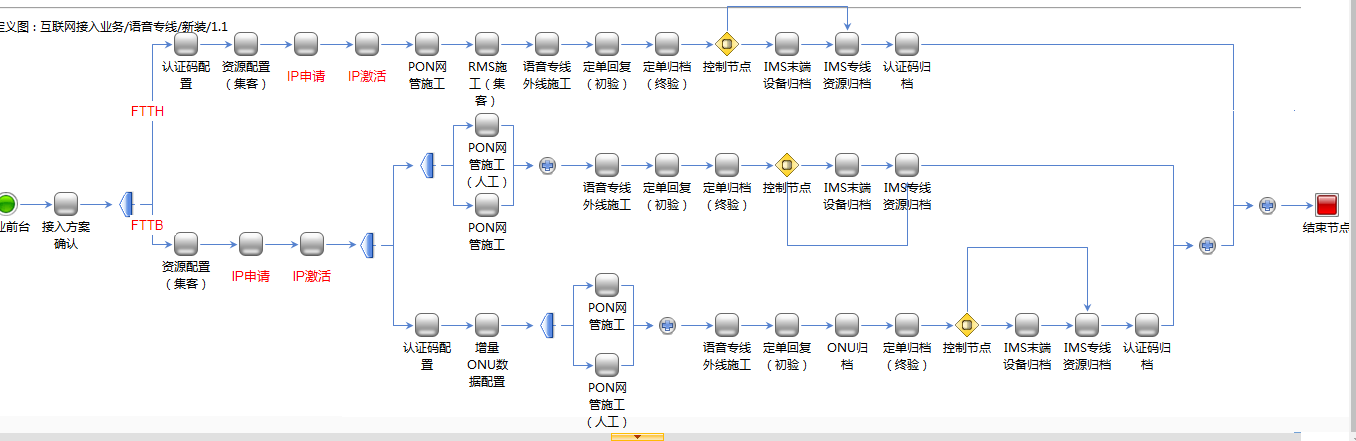 定义图：互联网接入业务/语音专线/新装/1.1
认证码配
置
资源配置
（集客）
IP申请
IP激活
PON网
管施工
RMS施
工（集
客）
语音专线
外线施工
定单回复
（初验）
定单归档
（终验）
控制节点
IMS末端
设备归档
IMS专线
资源归档
认证码归
档
FTTH
PON网
管施工
（人工）
PON网
管施工
语音专线
外线施工
定单回复
（初验）
定单归档
（终验）
控制节点
IMS末端
设备归档
IMS专线
资源归档
业前台
接入方案
确认
FTTB
结束节点
资源配置
（集客）
IP申请
IP激活
PON网
管施工
认证码配
置
增量
ONU数
据配置
PON网
管施工
（人工）
语音专线
外线施工
定单回复
（初验）
ONU归
档
定单归档
（终验）
控制节点
IMS末端
设备归档
IMS专线
资源归档
认证码归
档